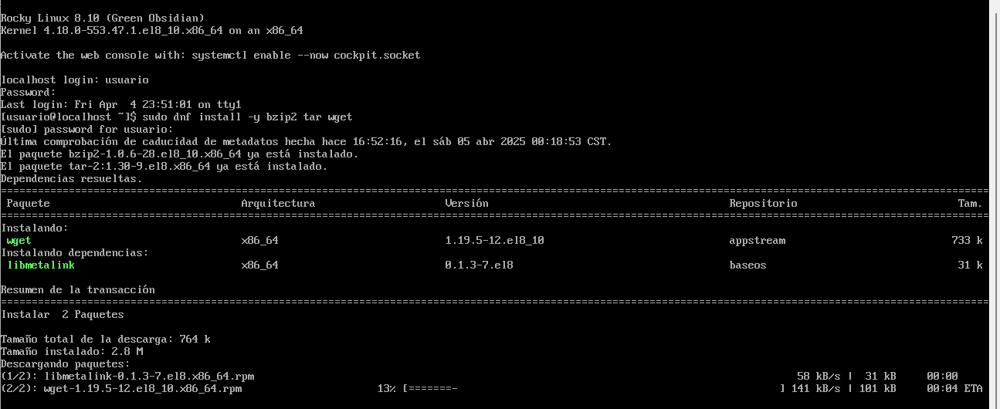 Rocky Linux 8.10 (Green Obsidian)
Kernel 4.18.0-553.47.1.el8_10.x86_64 on an x86_64
Activate the web console with: systemctl enable --now cockpit.socket
localhost login: usuario
Password:
Last login: Fri Apr  4 23:51:01 on tty1
[usuario@localhost ~]$ sudo dnf install -y bzip2 tar wget
[sudo] password for usuario:
Última comprobación de caducidad de metadatos hecha hace 16:52:16, el sáb 05 abr 2025 00:18:53 CST.
El paquete bzip2-1.0.6-28.el8_10.x86_64 ya está instalado.
El paquete tar-2:1.30-9.el8.x86_64 ya está instalado.
Dependencias resueltas.
Paquete Arquitectura Versión Repositorio Tam.
Instalando:
wget x86_64 1.19.5-12.el8_10 appstream 733 k
Instalando dependencias:
libmetalink x86_64 0.1.3-7.el8 baseos 31 k
Resumen de la transacción
Instalar  2 Paquetes
Tamaño total de la descarga: 764 k
Tamaño instalado: 2.8 M
Descargando paquetes:
(1/2): libmetalink-0.1.3-7.el8.x86_64.rpm 58 kB/s |  31 kB     00:00
(2/2): wget-1.19.5-12.el8_10.x86_64.rpm 13% [=======- ] 141 kB/s | 101 kB     00:04 ETA